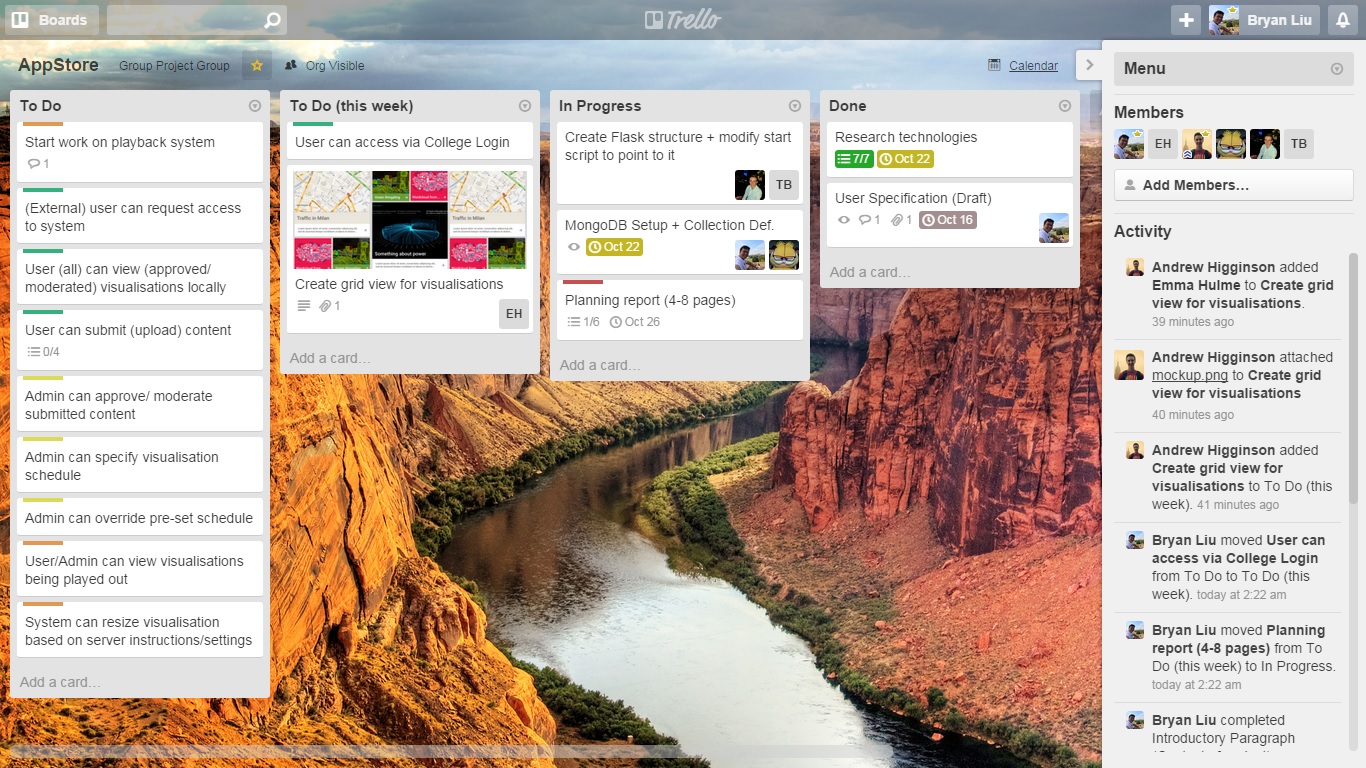 Boards
Trello
Bryan Liu
AppStore
Group Project Group
Org Visible
Calendar
To Do
Start work on playback system
1
(External) user can request access
to system
User (all) can view (approved/
moderated) visualisations locally
User can submit (upload) content
0/4
Admin can approve/ moderate
submitted content
Admin can specify visualisation
schedule
Admin can override pre-set schedule
User/Admin can view visualisations
being played out
System can resize visualisation
based on server instructions/settings
Add a card…
To Do (this week)
User can access via College Login
Traffic in Milan
Something about power
Traffic in Milan
Create grid view for visualisations
1
EH
Add a card…
In Progress
Create Flask structure + modify start
script to point to it
TB
MongoDB Setup + Collection Def.
Oct 22
Planning report (4-8 pages)
1/6 Oct 26
Add a card…
Done
Research technologies
7/7 Oct 22
User Specification (Draft)
1 1 Oct 16
Add a card…
Menu
Members
EH TB
Add Members…
Activity
Andrew Higginson added
Emma Hulme to Create grid
view for visualisations.
39 minutes ago
Andrew Higginson attached
mockup.png to Create grid
view for visualisations
40 minutes ago
Andrew Higginson added
Create grid view for
visualisations to To Do (this
week). 41 minutes ago
Bryan Liu moved User can
access via College Login
from To Do to To Do (this
week). today at 2:22 am
Bryan Liu moved Planning
report (4-8 pages) from To
Do (this week) to In Progress.
today at 2:22 am
Bryan Liu completed
Introductory Paragraph